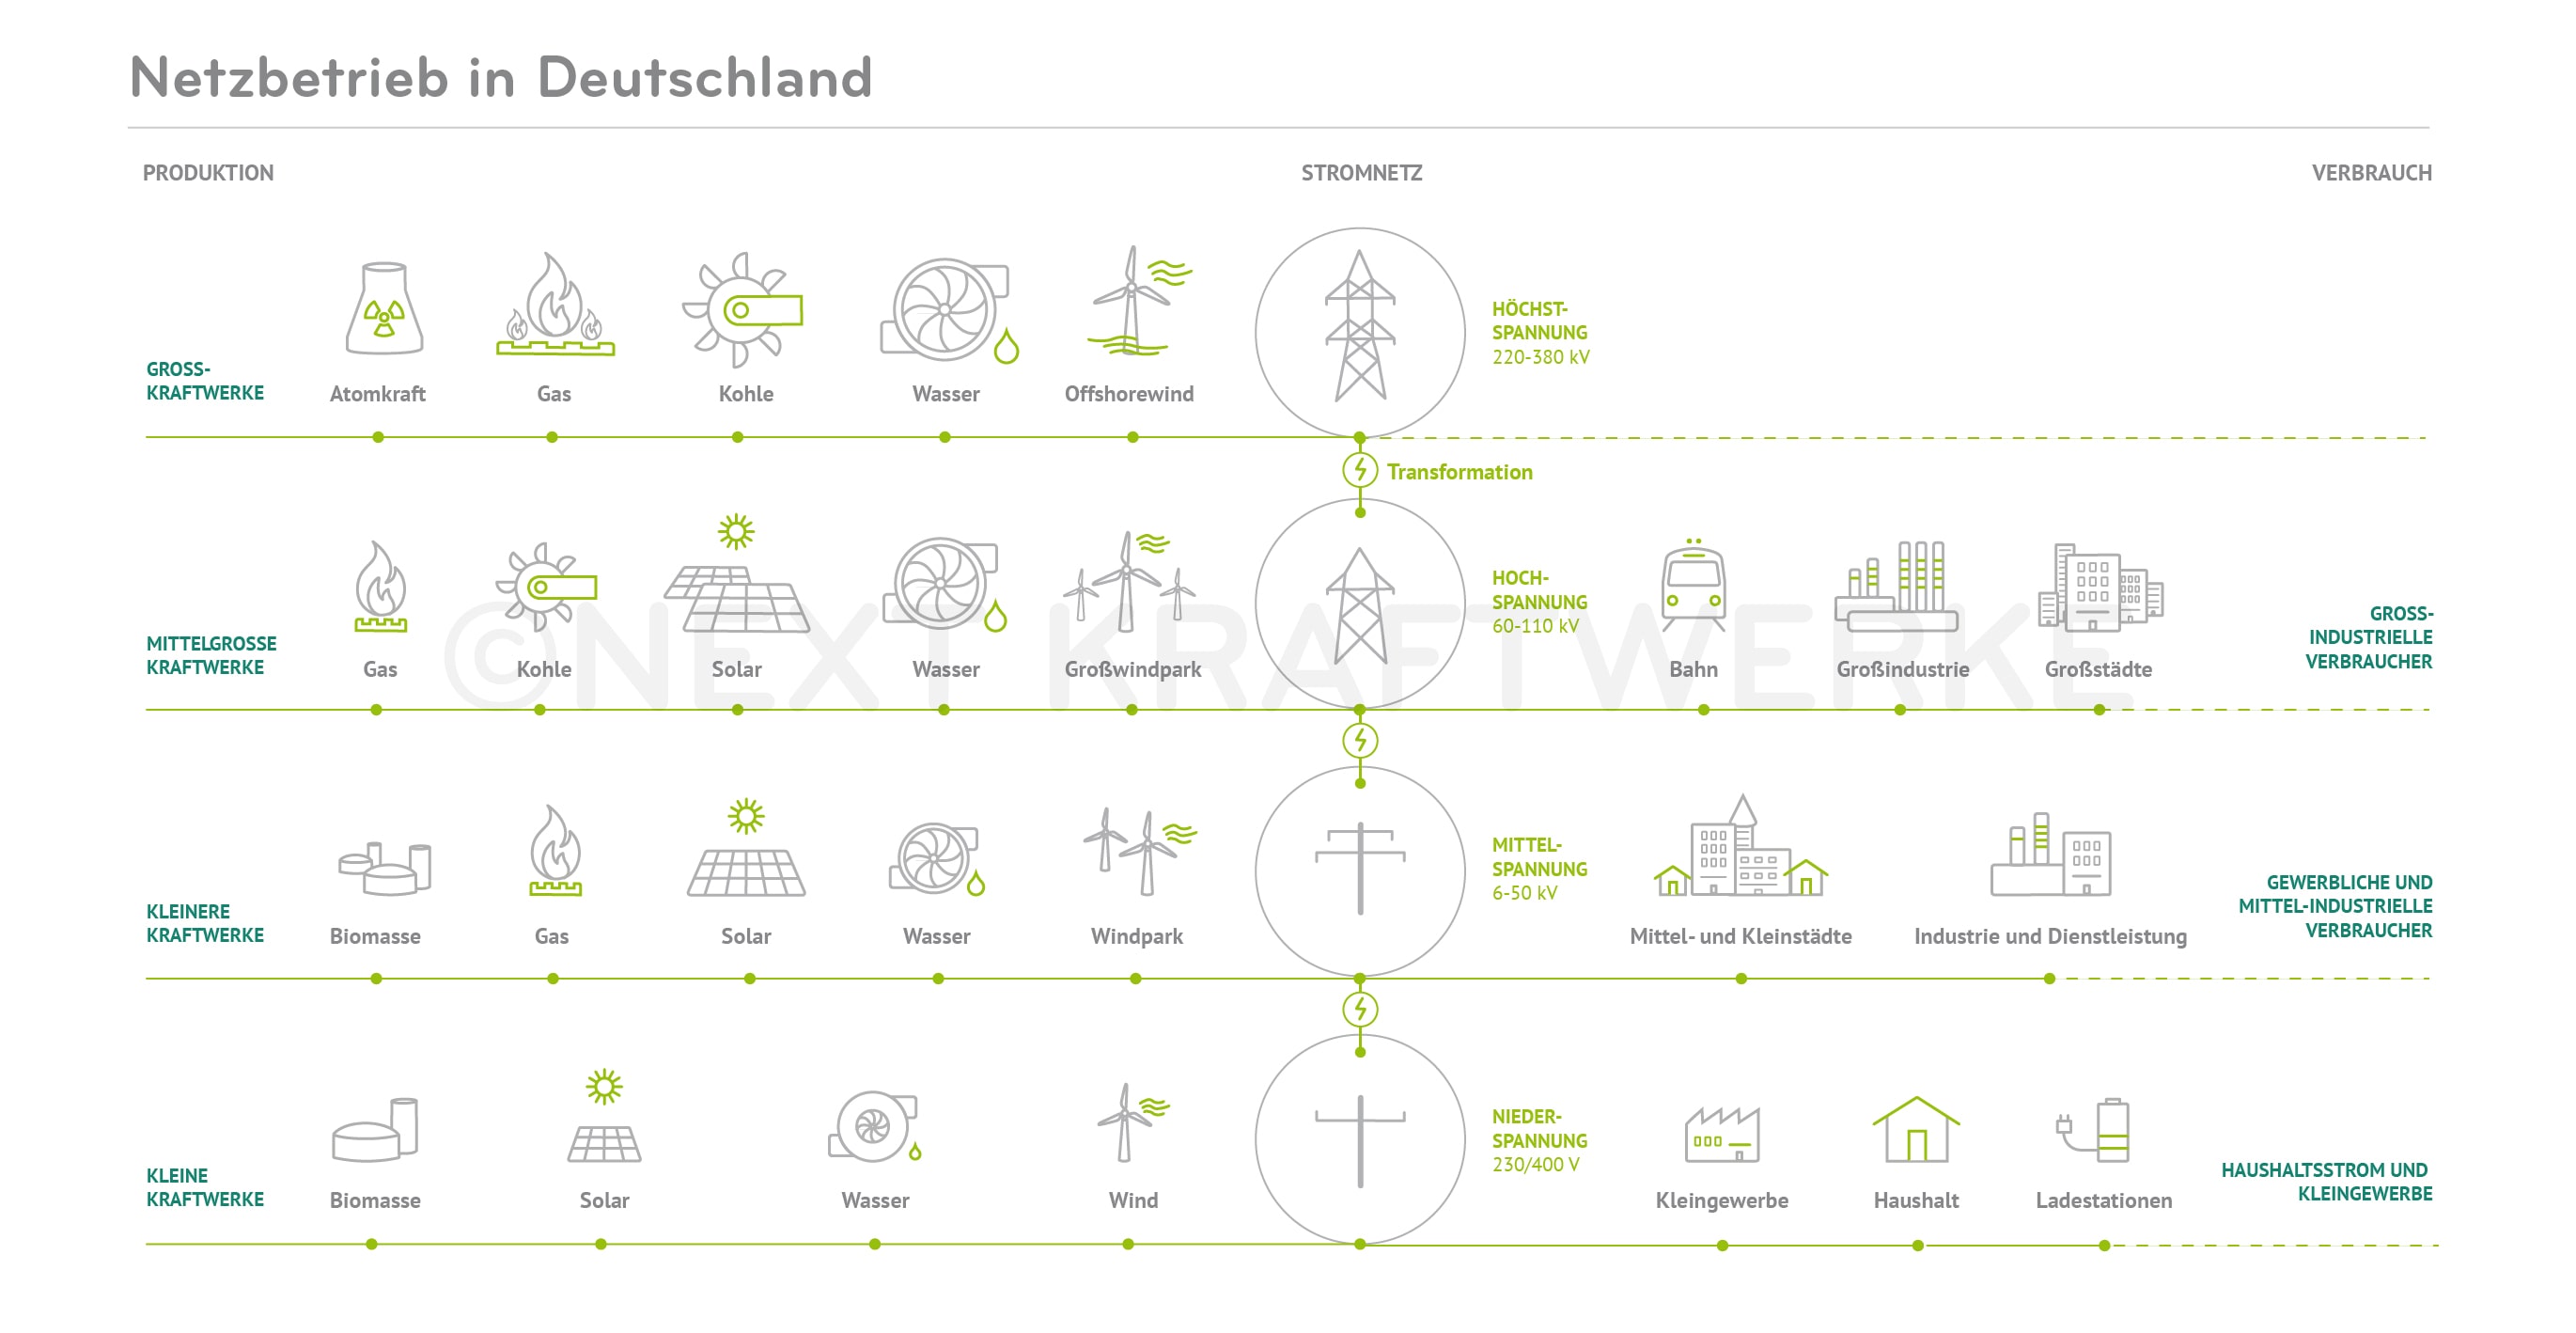 Netzbetrieb in Deutschland
PRODUKTION
STROMNETZ
VERBRAUCH
GROSS-
KRAFTWERKE
Atomkraft
Gas
Kohle
Wasser
Offshorewind
HÖCHST-
SPANNUNG
220-380 kV
Transformation
MITTELGROSSE
KRAFTWERKE
Gas
Kohle
Solar
Wasser
Großwindpark
HOCH-
SPANNUNG
60-110 kV
Bahn
Großindustrie
Großstädte
GROSS-
INDUSTRIELLE
VERBRAUCHER
©NEXT KRAFTWERKE
KLEINERE
KRAFTWERKE
Biomasse
Gas
Solar
Wasser
Windpark
MITTEL-
SPANNUNG
6-50 kV
Mittel- und Kleinstädte
Industrie und Dienstleistung
GEWERBLICHE UND
MITTEL-INDUSTRIELLE
VERBRAUCHER
KLEINE
KRAFTWERKE
Biomasse
Solar
Wasser
Wind
NIEDER-
SPANNUNG
230/400 V
Kleingewerbe
Haushalt
Ladestationen
HAUSHALTSSTROM UND
KLEINGEWERBE